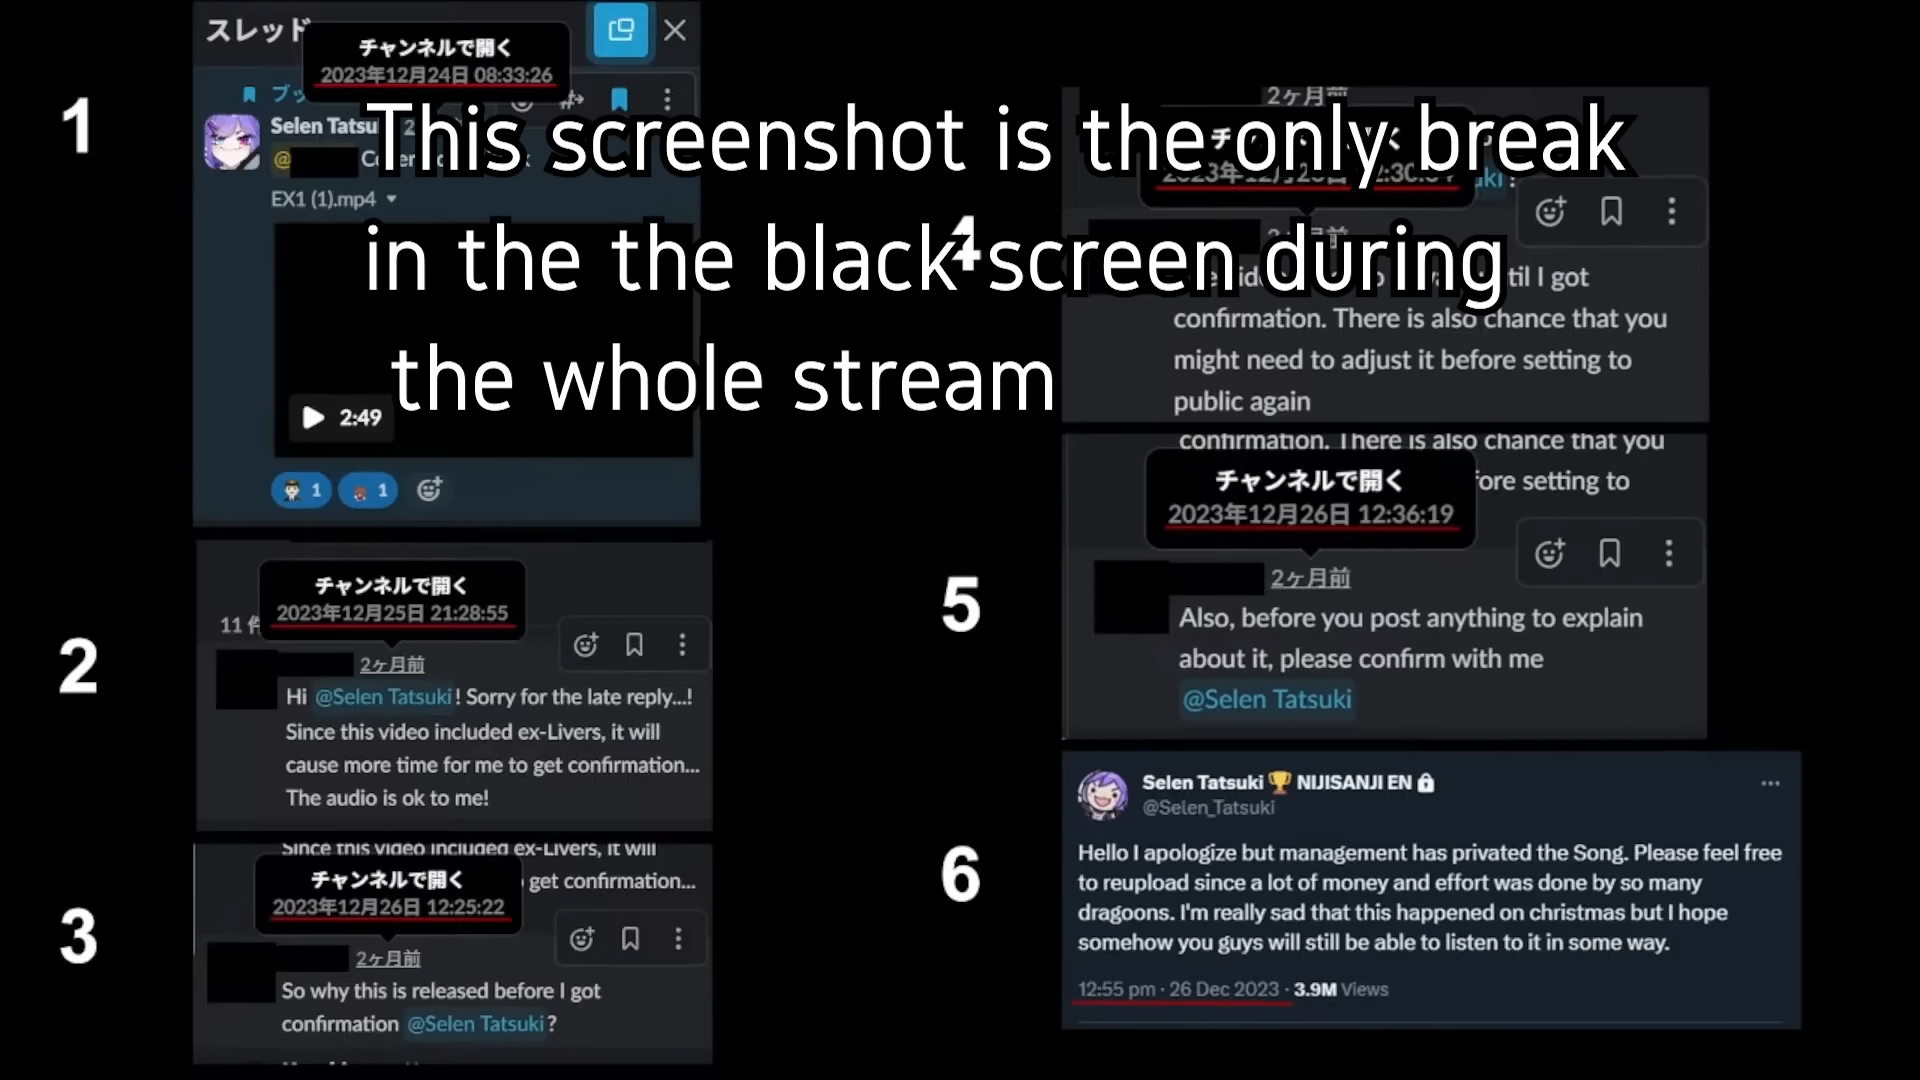 This screenshot is the only break
in the the black screen during
the whole stream
1
スレッド
チャンネルで開く
2023年12月24日 08:33:26
Selen Tatsu
EX1 (1).mp4
2:49
1
1
2
チャンネルで開く
2023年12月25日 21:28:55
11
2ヶ月前
Hi @Selen Tatsuki! Sorry for the late reply...!
Since this video included ex-Livers, it will
cause more time for me to get confirmation...
The audio is ok to me!
3
Since this video included ex-Livers, it will
get confirmation...
チャンネルで開く
2023年12月26日 12:25:22
2ヶ月前
So why this is released before I got
confirmation @Selen Tatsuki?
4
2ヶ月前
2ヶ月前
til I got
confirmation. There is also chance that you
might need to adjust it before setting to
public again
5
confirmation. There is also chance that you
fore setting to
チャンネルで開く
2023年12月26日 12:36:19
2ヶ月前
Also, before you post anything to explain
about it, please confirm with me
@Selen Tatsuki
6
Selen Tatsuki🏆 NIJISANJI EN
@Selen_Tatsuki
Hello I apologize but management has privated the Song. Please feel free
to reupload since a lot of money and effort was done by so many
dragoons. I'm really sad that this happened on christmas but I hope
somehow you guys will still be able to listen to it in some way.
12:55 pm · 26 Dec 2023 · 3.9M Views